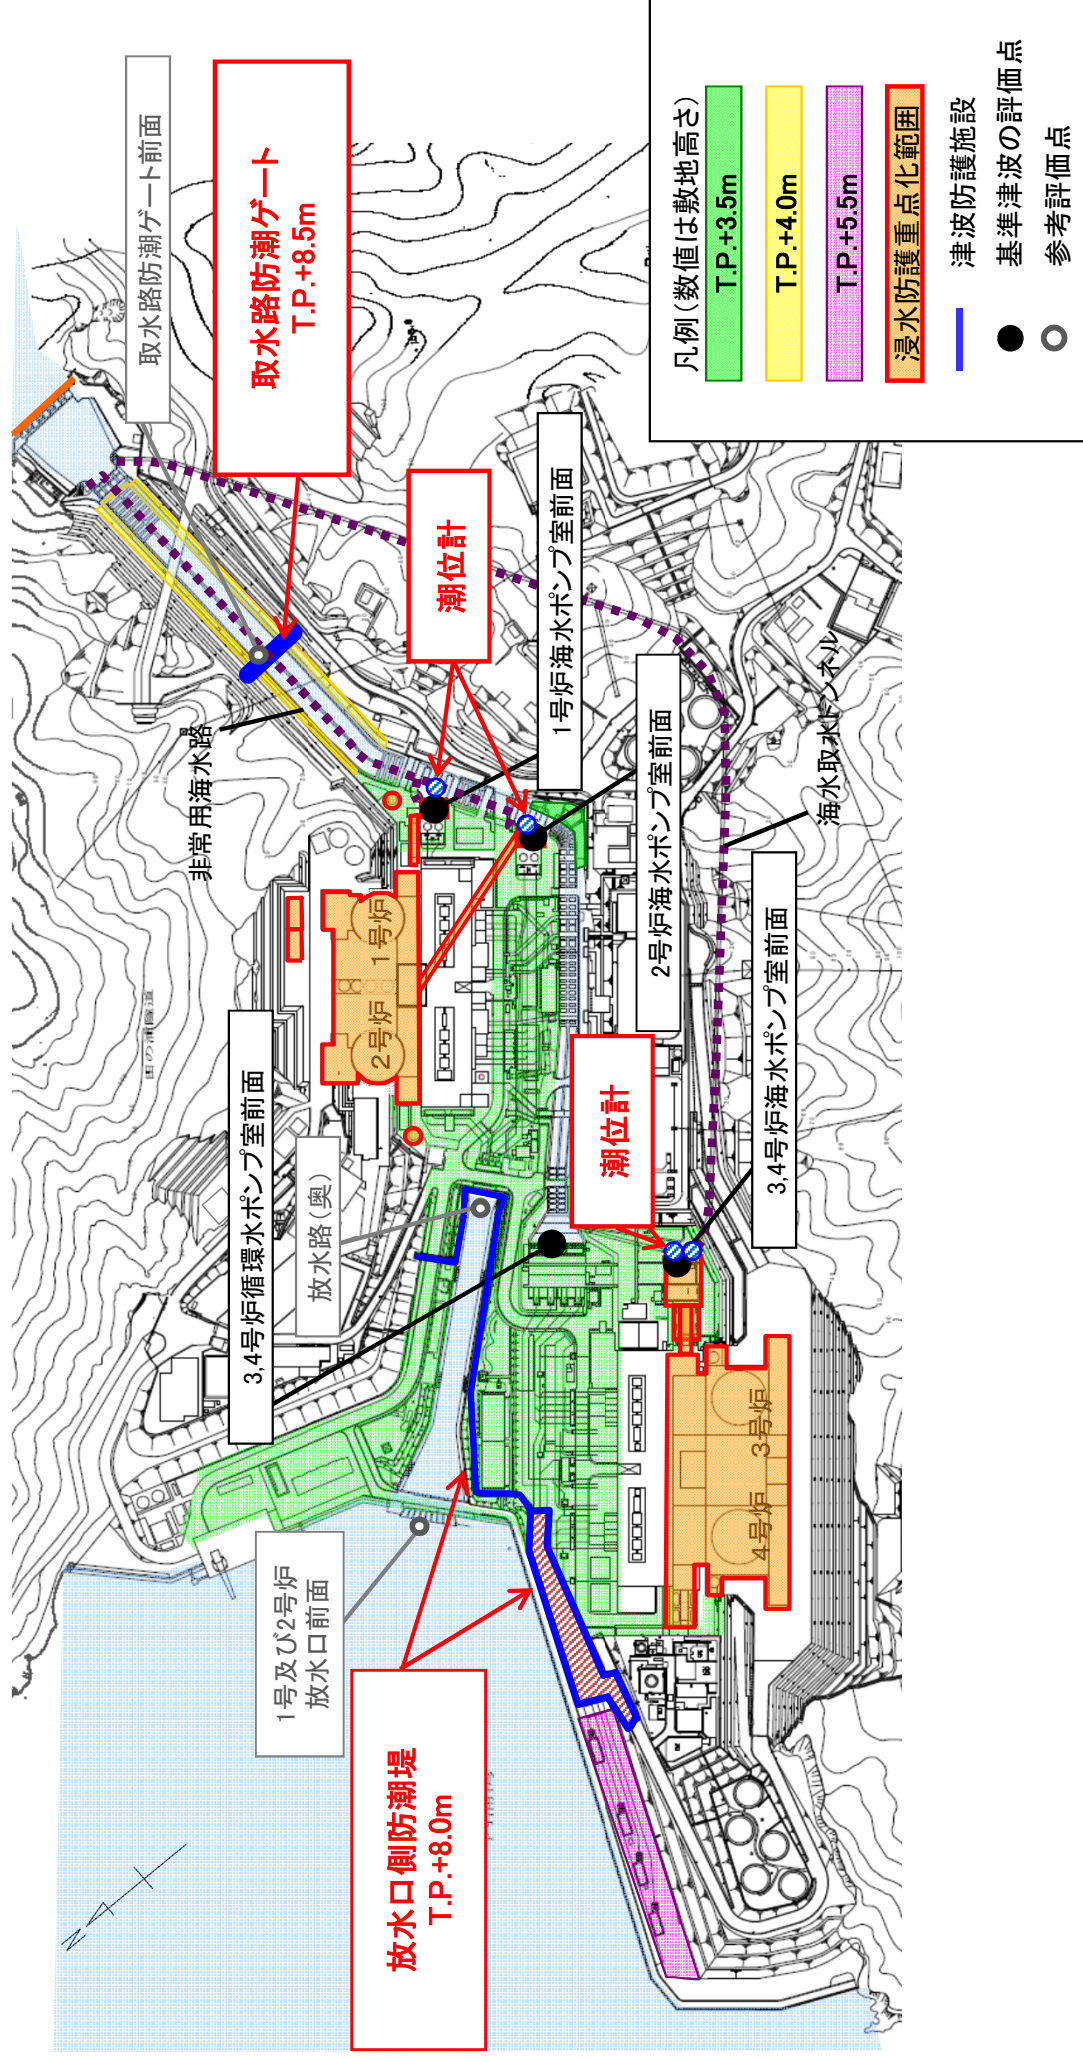 取水路防潮ゲート前面
取水路防潮ゲート
T.P.+8.5m
潮位計
1号炉海水ポンプ室前面
2号炉海水ポンプ室前面
非常用海水路
海水取水トンネル
3,4号炉海水ポンプ室前面
潮位計
3,4号炉循環水ポンプ室前面
放水路(奥)
1号炉
2号炉
3号炉
4号炉
1号及び2号炉
放水口前面
放水口側防潮堤
T.P.+8.0m
N
凡例(数値は敷地高さ)
T.P.+3.5m
T.P.+4.0m
T.P.+5.5m
浸水防護重点化範囲
津波防護施設
基準津波の評価点
参考評価点